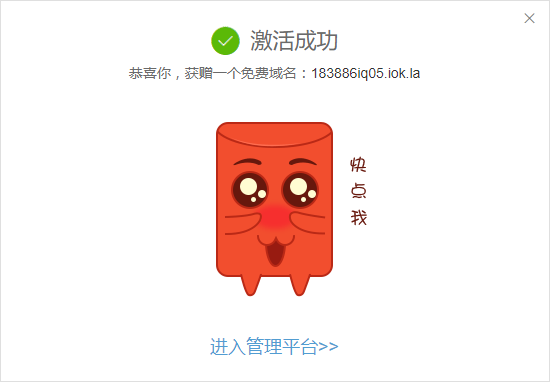 激活成功
恭喜你，获赠一个免费域名：183886iq05.iok.la
快
点
我
进入管理平台>>